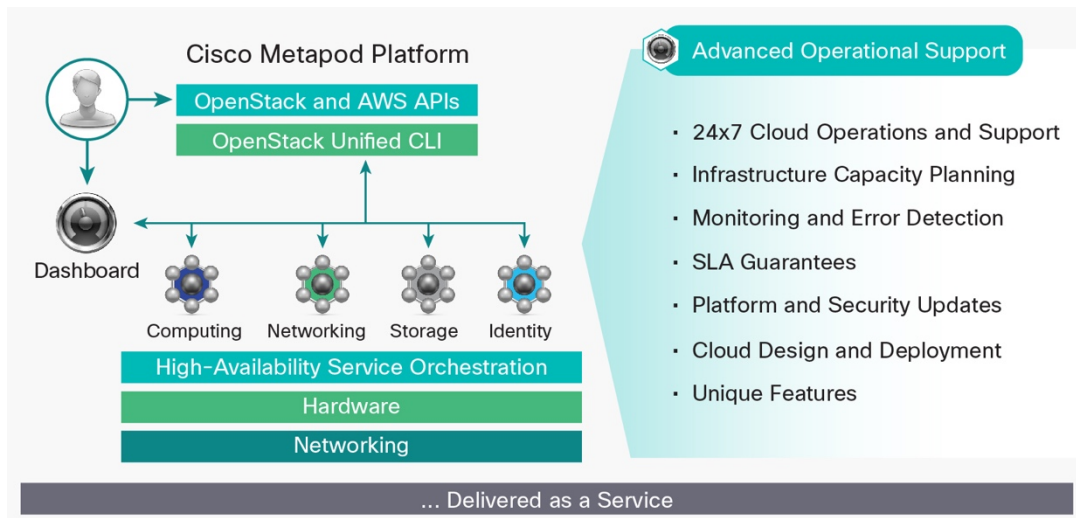 Cisco Metapod Platform
OpenStack and AWS APIs
OpenStack Unified CLI
Dashboard
Computing
Networking
Storage
Identity
High-Availability Service Orchestration
Hardware
Networking
Advanced Operational Support
· 24x7 Cloud Operations and Support
· Infrastructure Capacity Planning
· Monitoring and Error Detection
· SLA Guarantees
· Platform and Security Updates
· Cloud Design and Deployment
· Unique Features
... Delivered as a Service